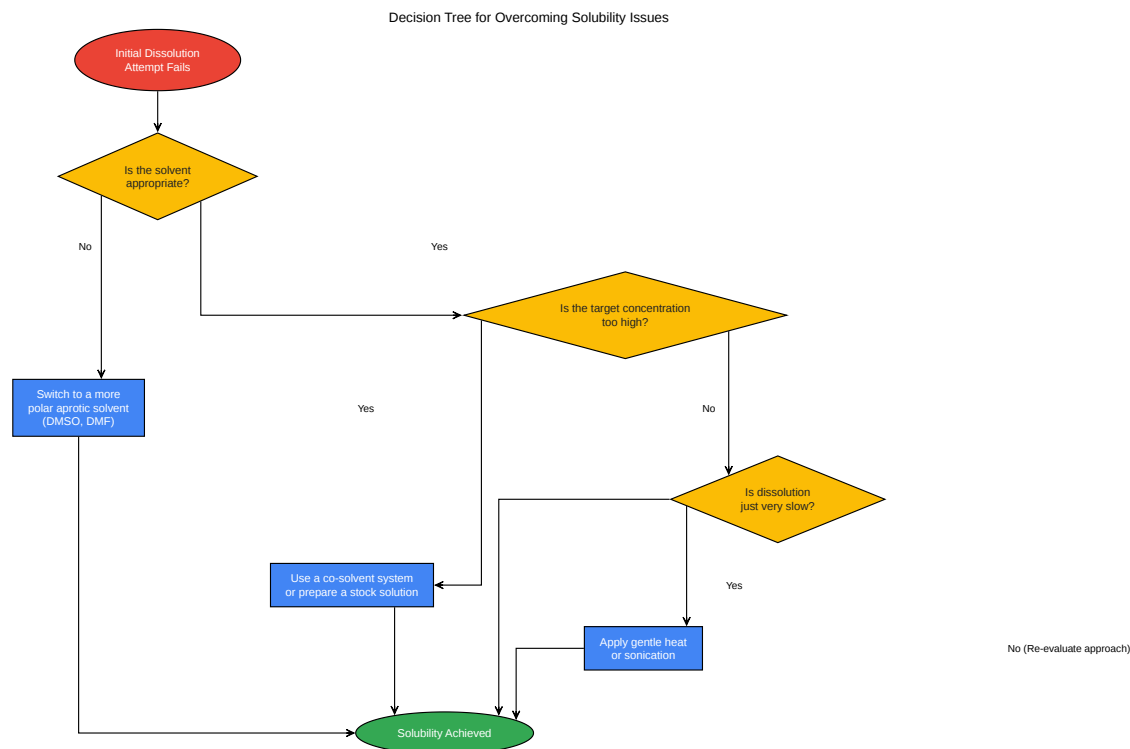 Decision Tree for Overcoming Solubility Issues
Initial Dissolution
Attempt Fails
Is the solvent
appropriate?
No
Yes
Is the target concentration
too high?
Switch to a more
polar aprotic solvent
(DMSO, DMF)
Yes
No
Is dissolution
just very slow?
Use a co-solvent system
or prepare a stock solution
Yes
Apply gentle heat
or sonication
No (Re-evaluate approach)
Solubility Achieved